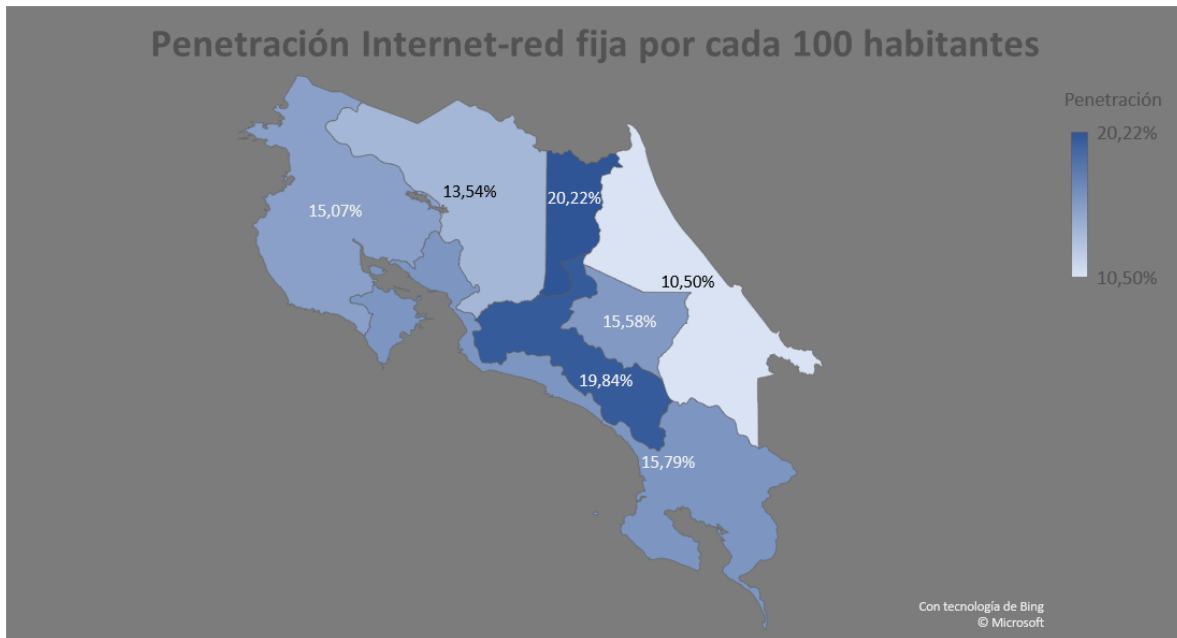 Penetración Internet-red fija por cada 100 habitantes
Penetración
20,22%
10,50%
13,54%
20,22%
15,07%
10,50%
15,58%
19,84%
15,79%
Con tecnología de Bing
© Microsoft